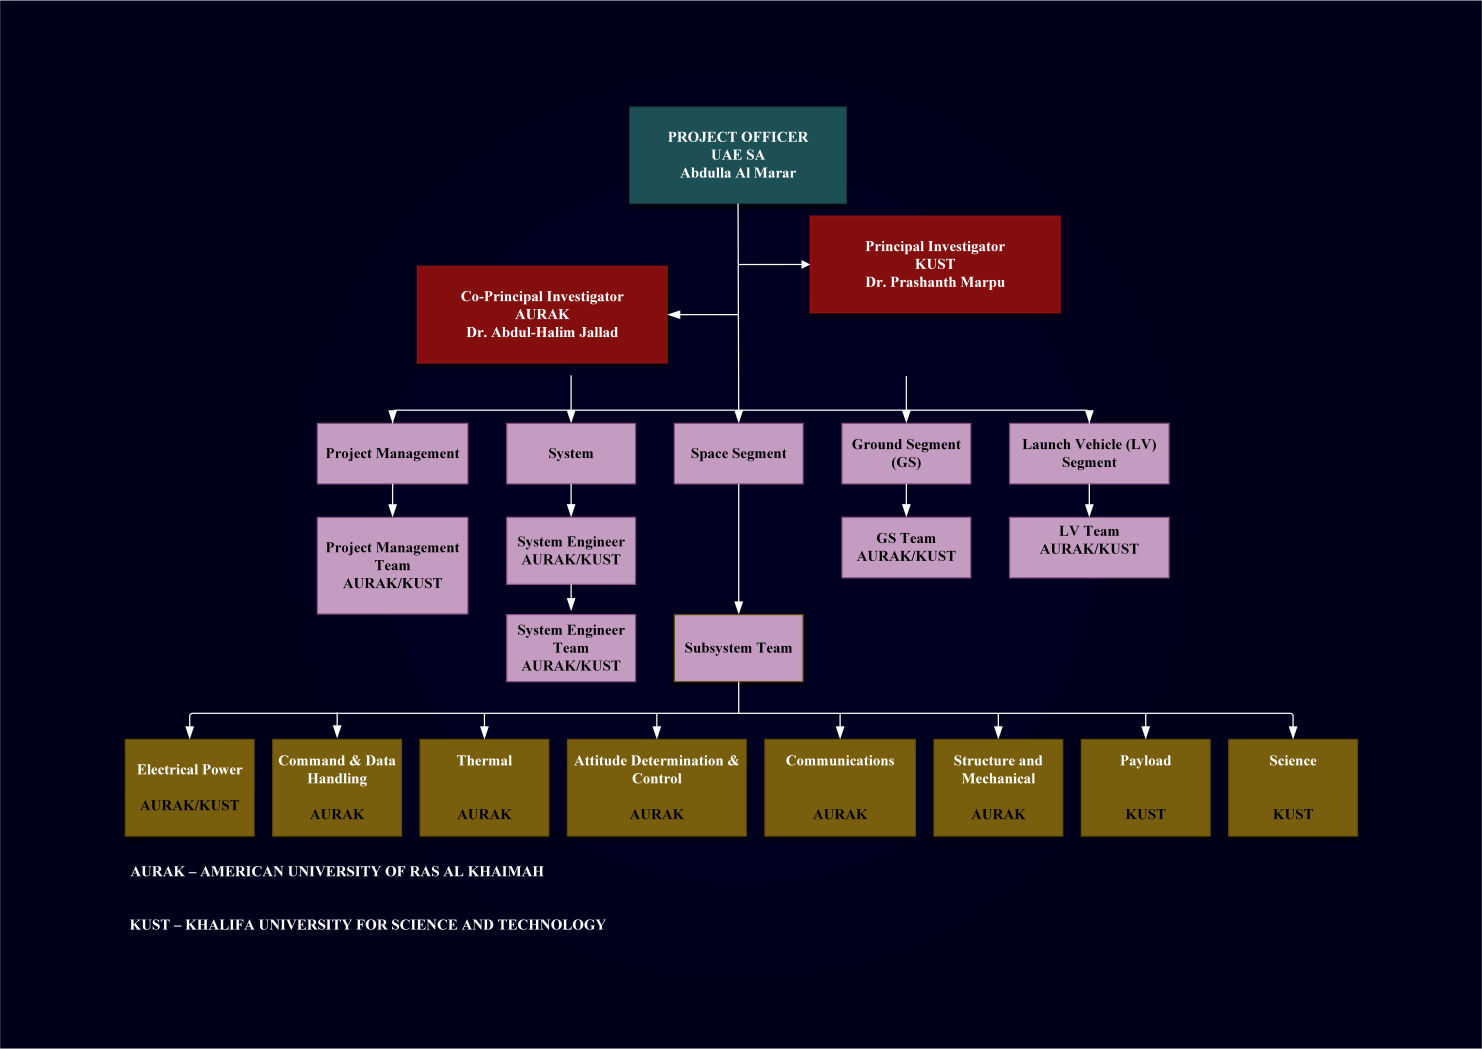 PROJECT OFFICER
UAE SA
Abdulla Al Marar
Principal Investigator
KUST
Dr. Prashanth Marpu
Co-Principal Investigator
AURAK
Dr. Abdul-Halim Jallad
Project Management
System
Space Segment
Ground Segment
(GS)
Launch Vehicle (LV)
Segment
Project Management
Team
AURAK/KUST
System Engineer
AURAK/KUST
GS Team
AURAK/KUST
LV Team
AURAK/KUST
System Engineer
Team
AURAK/KUST
Subsystem Team
Electrical Power
AURAK/KUST
Command & Data
Handling
AURAK
Thermal
AURAK
Attitude Determination &
Control
AURAK
Communications
AURAK
Structure and
Mechanical
AURAK
Payload
KUST
Science
KUST
AURAK – AMERICAN UNIVERSITY OF RAS AL KHAIMAH
KUST – KHALIFA UNIVERSITY FOR SCIENCE AND TECHNOLOGY